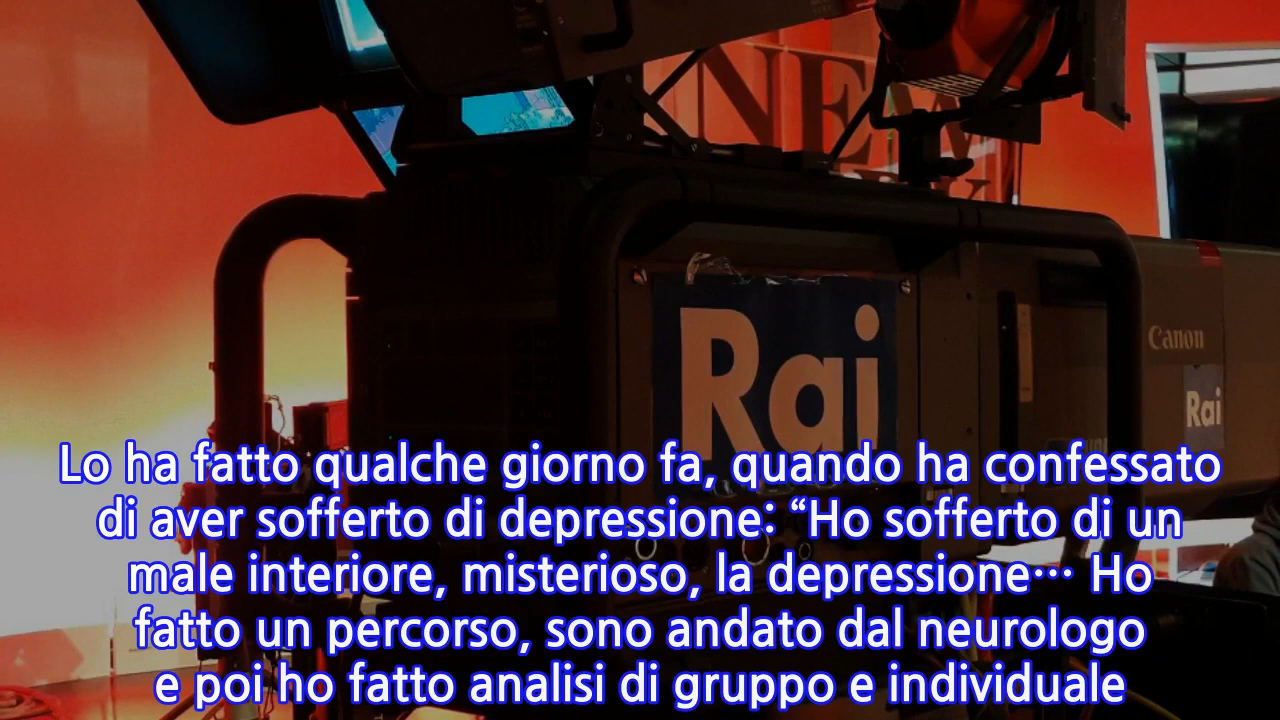 NEW
Rai
Canon
Rai
Lo ha fatto qualche giorno fa, quando ha confessato
di aver sofferto di depressione: “Ho sofferto di un
male interiore, misterioso, la depressione… Ho
fatto un percorso, sono andato dal neurologo
e poi ho fatto analisi di gruppo e individuale